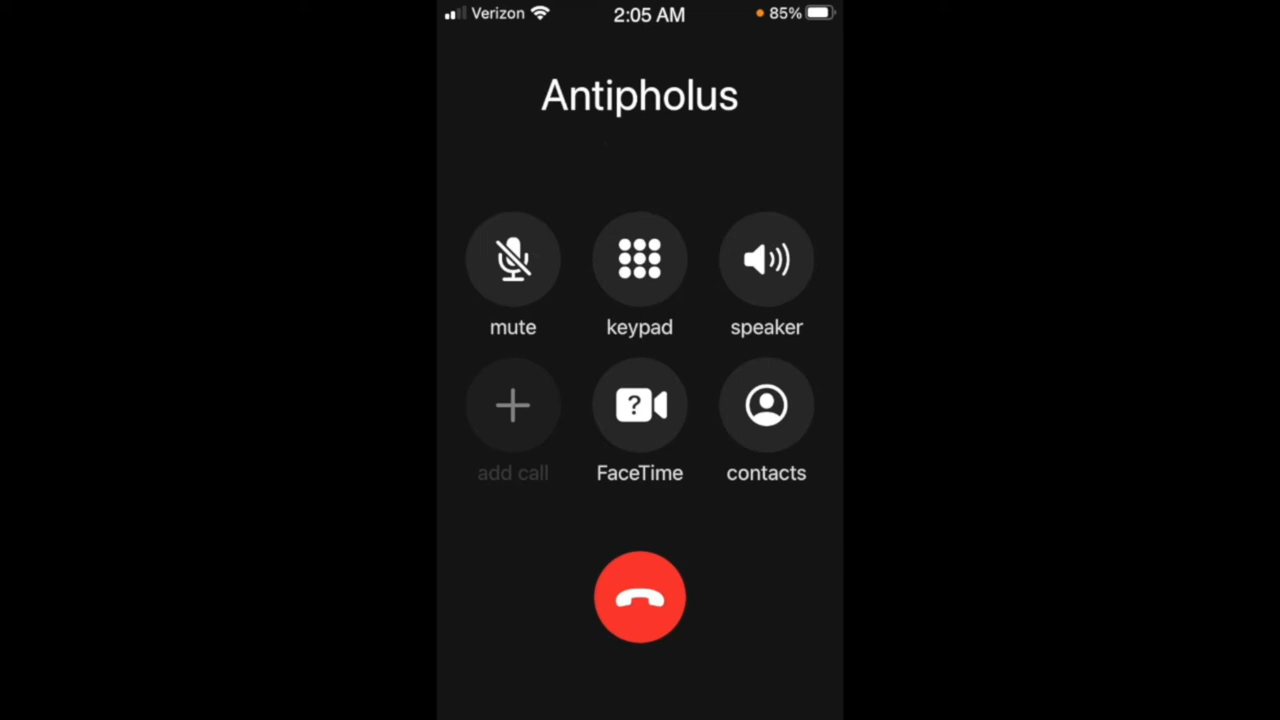 Verizon 2:05 AM 85%
Antipholus
mute keypad speaker
?
add call FaceTime contacts